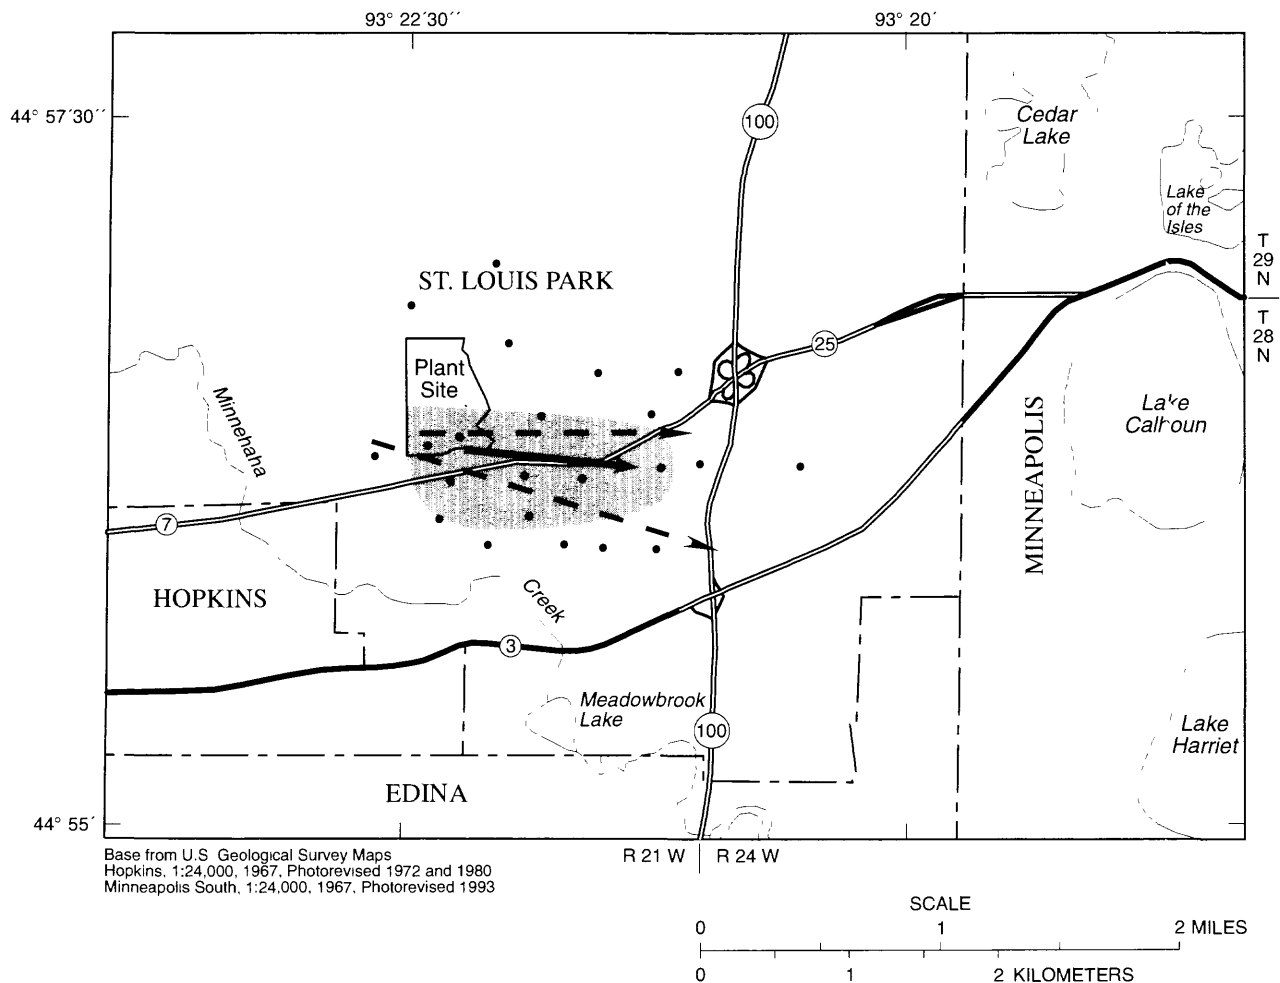 93° 22′30′′
93° 20′
44° 57′30′′
100
Cedar
Lake
Lake
of the
Isles
T
29
N
T
28
N
ST. LOUIS PARK
25
Plant
Site
Minnehaha
MINNEAPOLIS
Lake
Calhoun
7
HOPKINS
Creek
3
Meadowbrook
Lake
100
Lake
Harriet
EDINA
44° 55′
Base from U.S Geological Survey Maps
Hopkins, 1:24,000, 1967, Photorevised 1972 and 1980
Minneapolis South, 1:24,000, 1967, Photorevised 1993
R 21 W
R 24 W
SCALE
0 1 2 MILES
0 1 2 KILOMETERS